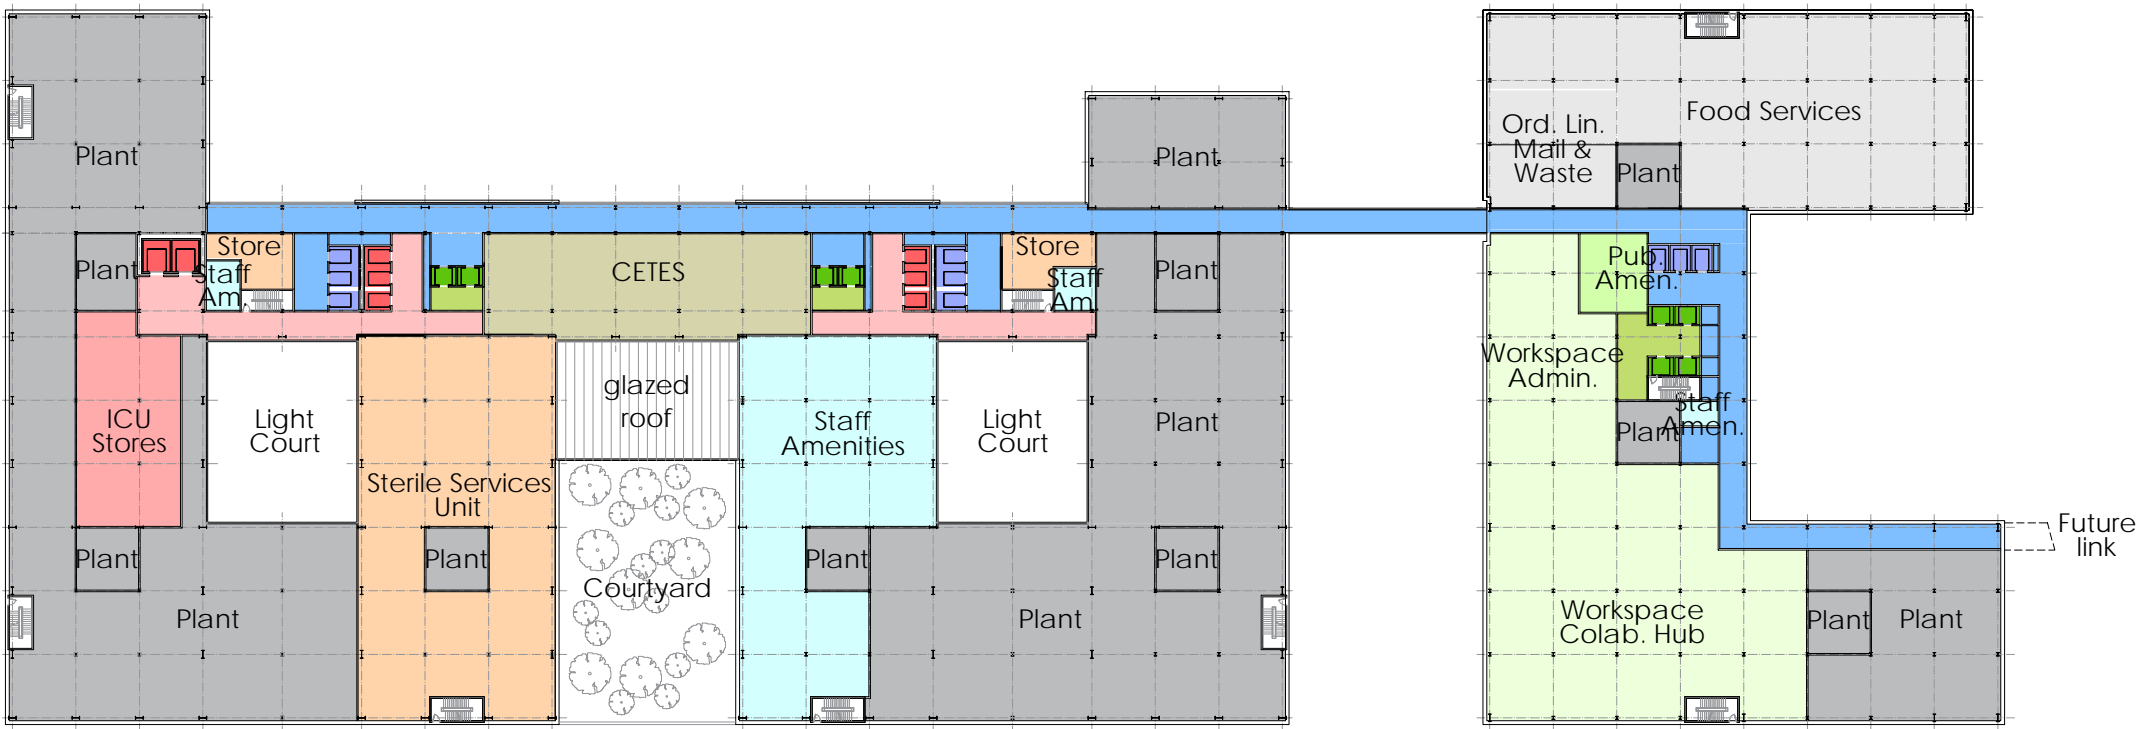 Plant
Plant
Ord. Lin.
Mail &
Waste
Plant
Food Services
Plant
Store
Staff
Am.
CETES
Store
Staff
Am.
Plant
Pub.
Amen.
ICU
Stores
Light
Court
glazed
roof
Staff
Amenities
Light
Court
Plant
Workspace
Admin.
Staff
Amen.
Plant
Sterile Services
Unit
Plant
Plant
Courtyard
Plant
Plant
Future
link
Plant
Plant
Workspace
Colab. Hub
Plant
Plant